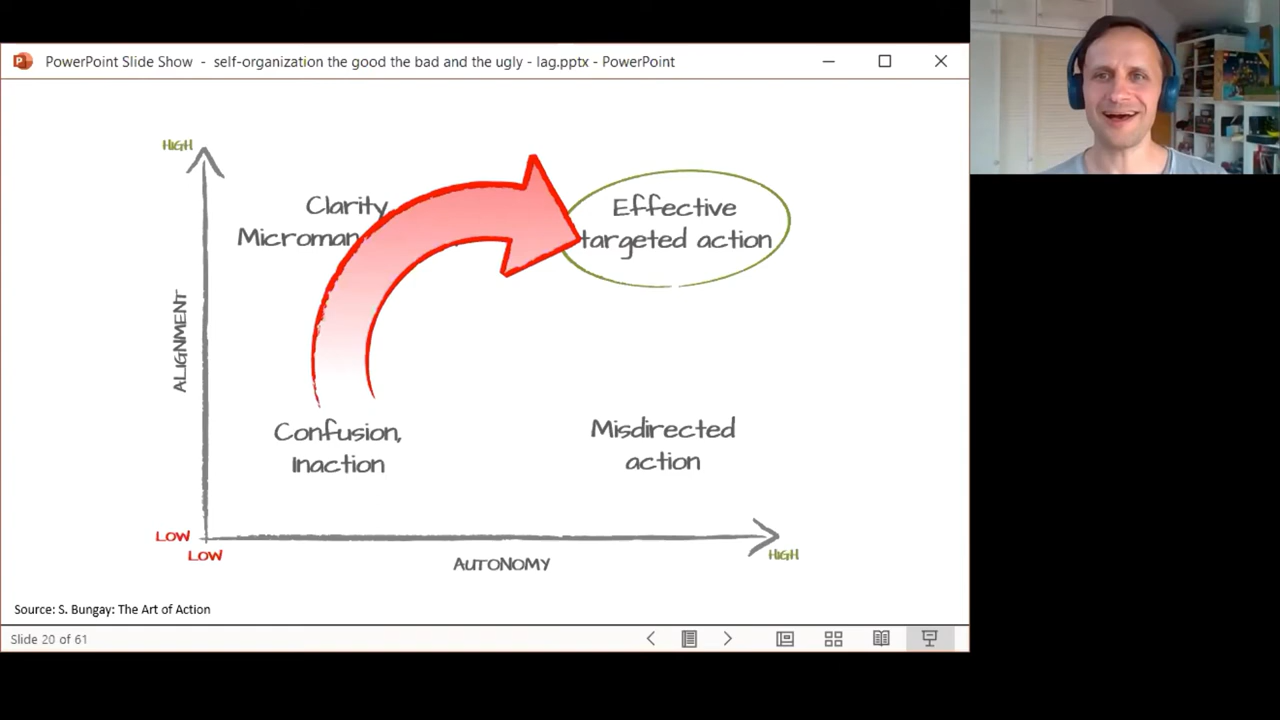 PowerPoint Slide Show - self-organization the good the bad and the ugly - lag.pptx - PowerPoint
HIGH
Clarity
Effective
targeted action
ALIGNMENT
Confusion,
Inaction
Misdirected
action
LOW
LOW
AUTONOMY
HIGH
Source: S. Bungay: The Art of Action
Slide 20 of 61